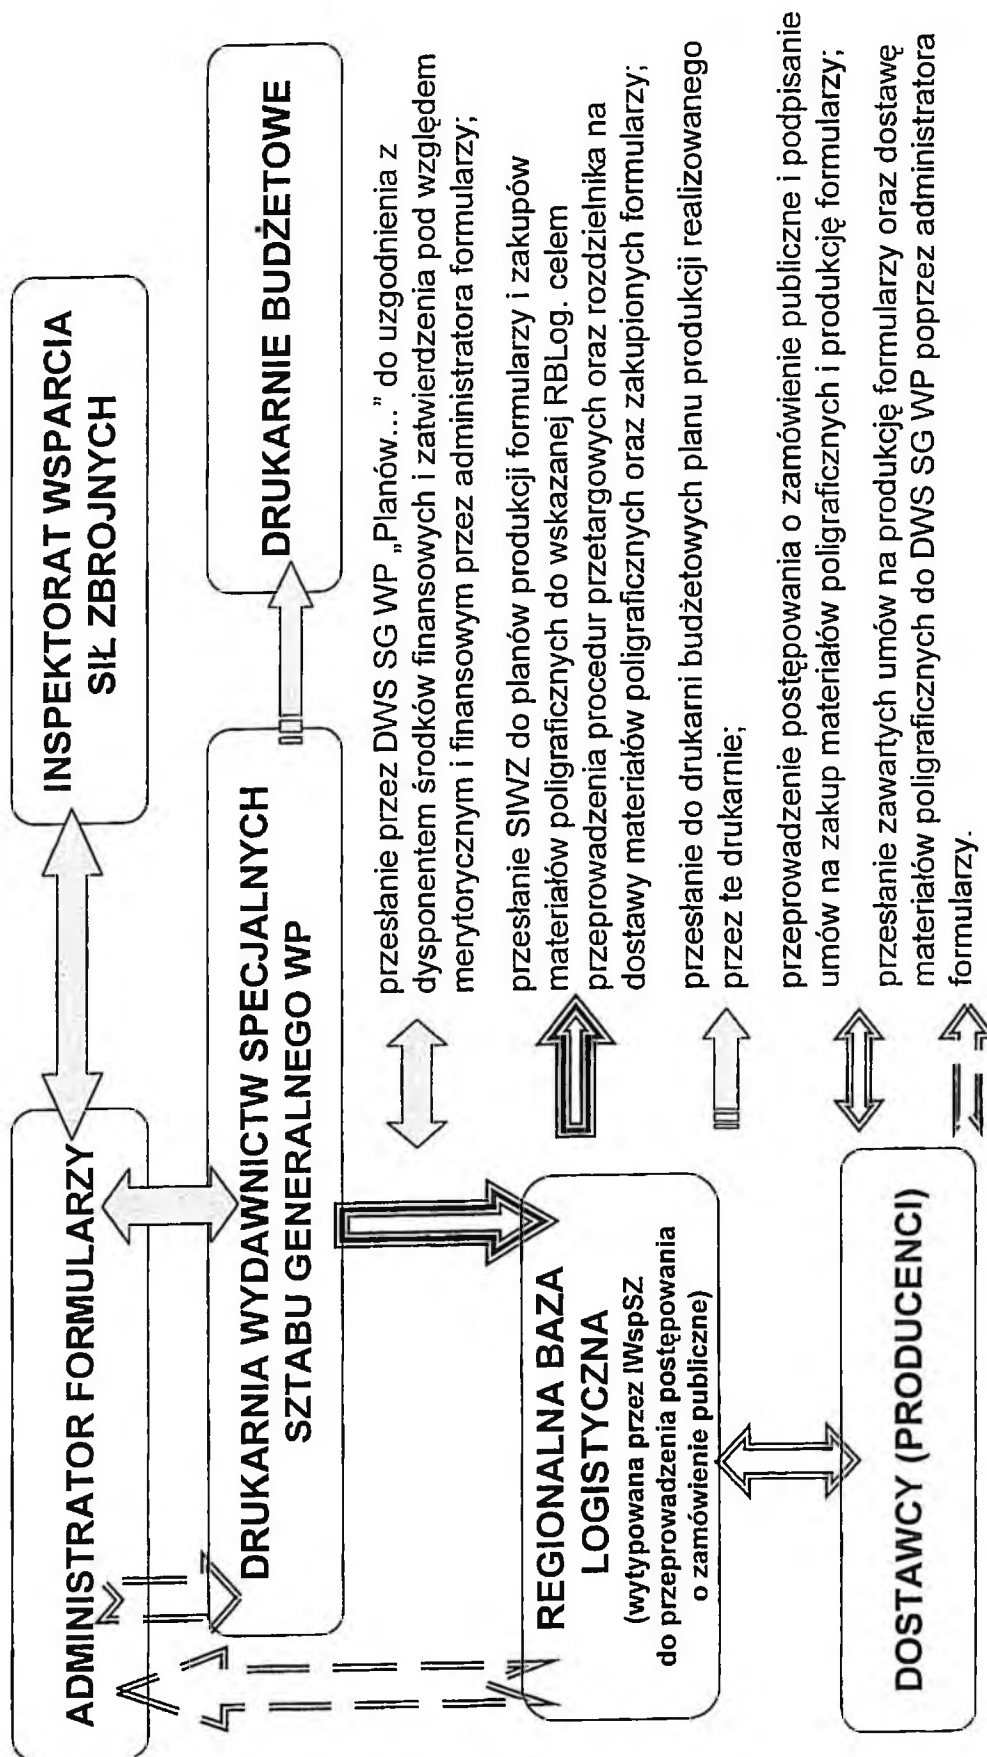 ADMINISTRATOR FORMULARZY
INSPEKTORAT WSPARCIA
SIŁ ZBROJNYCH
DRUKARNIA WYDAWNICTW SPECJALNYCH
SZTABU GENERALNEGO WP
DRUKARNIE BUDŻETOWE
REGIONALNA BAZA
LOGISTYCZNA
(wytypowana przez IWspSZ
do przeprowadzenia postępowania
o zamówienie publiczne)
DOSTAWCY (PRODUCENCI)
przesłanie przez DWS SG WP „Planów...” do uzgodnienia z
dysponentem środków finansowych i zatwierdzenia pod względem
merytorycznym i finansowym przez administratora formularzy;
przesłanie SIWZ do planów produkcji formularzy i zakupów
materiałów poligraficznych do wskazanej RBLog. celem
przeprowadzenia procedur przetargowych oraz rozdzielnika na
dostawy materiałów poligraficznych oraz zakupionych formularzy;
przesłanie do drukarni budżetowych planu produkcji realizowanego
przez te drukarnie;
przeprowadzenie postępowania o zamówienie publiczne i podpisanie
umów na zakup materiałów poligraficznych i produkcję formularzy;
przesłanie zawartych umów na produkcję formularzy oraz dostawę
materiałów poligraficznych do DWS SG WP poprzez administratora
formularzy.